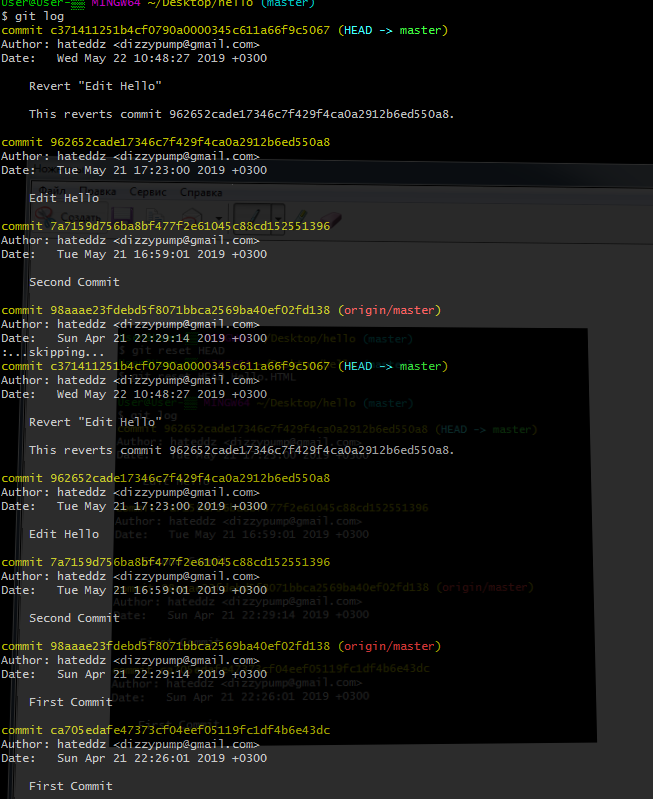 User@User-▒▒ MINGW64 ~/Desktop/hello (master)
$ git log
commit c371411251b4cf0790a0000345c611a66f9c5067 (HEAD -> master)
Author: hateddz <dizzypump@gmail.com>
Date:   Wed May 22 10:48:27 2019 +0300
Revert "Edit Hello"
This reverts commit 962652cade17346c7f429f4ca0a2912b6ed550a8.
commit 962652cade17346c7f429f4ca0a2912b6ed550a8
Author: hateddz <dizzypump@gmail.com>
Date:   Tue May 21 17:23:00 2019 +0300
Файл Правка Сервис Справка
Edit Hello
Создать
commit 7a7159d756ba8bf477f2e61045c88cd152551396
Author: hateddz <dizzypump@gmail.com>
Date:   Tue May 21 16:59:01 2019 +0300
Second Commit
commit 98aaae23fdebd5f8071bbca2569ba40ef02fd138 (origin/master)
Author: hateddz <dizzypump@gmail.com>
Date:   Sun Apr 21 22:29:14 2019 +0300
:...skipping...
$ git reset HEAD
commit c371411251b4cf0790a0000345c611a66f9c5067 (HEAD -> master)
Author: hateddz <dizzypump@gmail.com>
Date:   Wed May 22 10:48:27 2019 +0300
Revert "Edit Hello"
This reverts commit 962652cade17346c7f429f4ca0a2912b6ed550a8.
commit 962652cade17346c7f429f4ca0a2912b6ed550a8
Author: hateddz <dizzypump@gmail.com>
Date:   Tue May 21 17:23:00 2019 +0300
Edit Hello
commit 7a7159d756ba8bf477f2e61045c88cd152551396
Author: hateddz <dizzypump@gmail.com>
Date:   Tue May 21 16:59:01 2019 +0300
Second Commit
commit 98aaae23fdebd5f8071bbca2569ba40ef02fd138 (origin/master)
Author: hateddz <dizzypump@gmail.com>
Date:   Sun Apr 21 22:29:14 2019 +0300
First Commit
commit ca705edafe47373cf04eef05119fc1df4b6e43dc
Author: hateddz <dizzypump@gmail.com>
Date:   Sun Apr 21 22:26:01 2019 +0300
First Commit